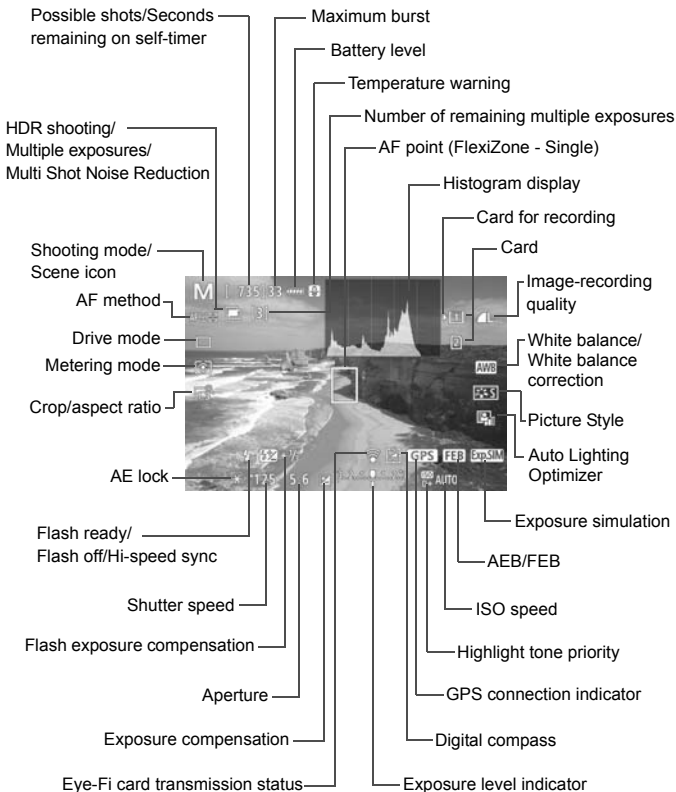 Possible shots/Seconds
remaining on self-timer
Maximum burst
Battery level
Temperature warning
Number of remaining multiple exposures
HDR shooting/
Multiple exposures/
Multi Shot Noise Reduction
AF point (FlexiZone - Single)
Histogram display
Card for recording
Card
Shooting mode/
Scene icon
Image-recording
quality
AF method
Drive mode
Metering mode
Crop/aspect ratio
White balance/
White balance
correction
Picture Style
Auto Lighting
Optimizer
M [ 735] 33
[ 3]
1
2
AWB
S
GPS FEB Exp.SIM
125 5.6
ISO AUTO
AE lock
Flash ready/
Flash off/Hi-speed sync
Exposure simulation
AEB/FEB
Shutter speed
ISO speed
Flash exposure compensation
Highlight tone priority
Aperture
GPS connection indicator
Exposure compensation
Digital compass
Eye-Fi card transmission status
Exposure level indicator